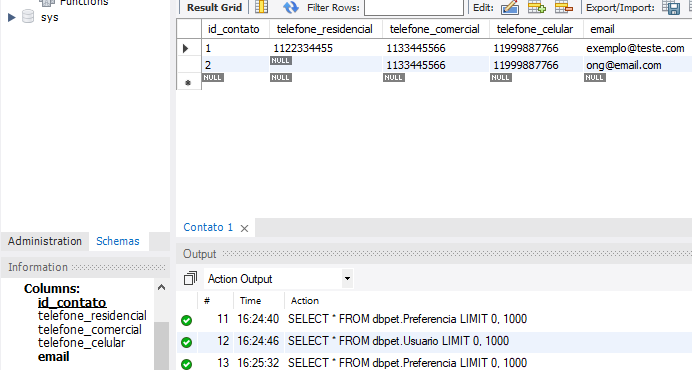 Functions
sys
Result Grid Filter Rows: Edit: Export/Import:
id_contato telefone_residencial telefone_comercial telefone_celular email
1 1122334455 1133445566 11999887766 exemplo@teste.com
2 NULL 1133445566 11999887766 ong@email.com
NULL NULL NULL NULL NULL
Contato 1
Administration Schemas
Information
Columns:
id_contato
telefone_residencial
telefone_comercial
telefone_celular
email
Output
Action Output
# Time Action
11 16:24:40 SELECT * FROM dbpet.Preferencia LIMIT 0, 1000
12 16:24:46 SELECT * FROM dbpet.Usuario LIMIT 0, 1000
13 16:25:32 SELECT * FROM dbpet.Preferencia LIMIT 0, 1000